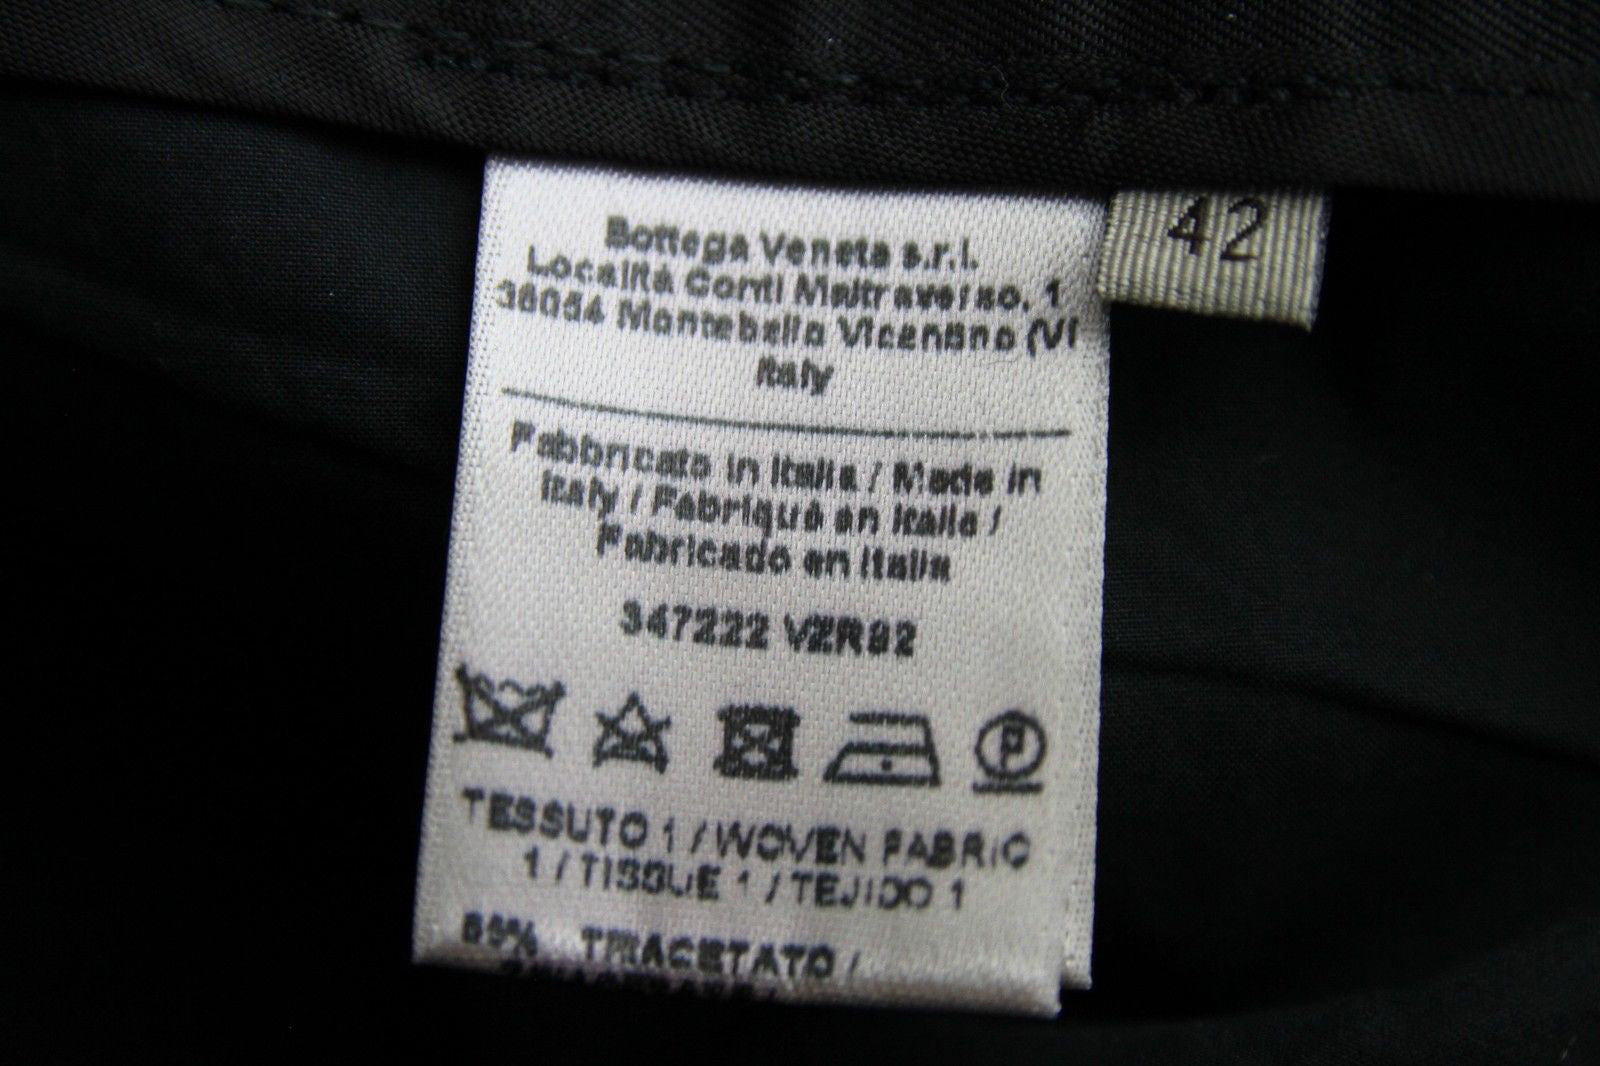 42
Bottega Veneta s.r.l.
Località Conti Maltraverso, 1
36054 Montebello Vicentino (VI
Italy
Fabbricato in Italia / Made in
Italy / Fabriqué en Italie /
Fabricado en Italia
347222 VZR92
P
TESSUTO 1 / WOVEN FABRIC
1 / TISSUE 1 / TEJIDO 1
TRIACETATO /